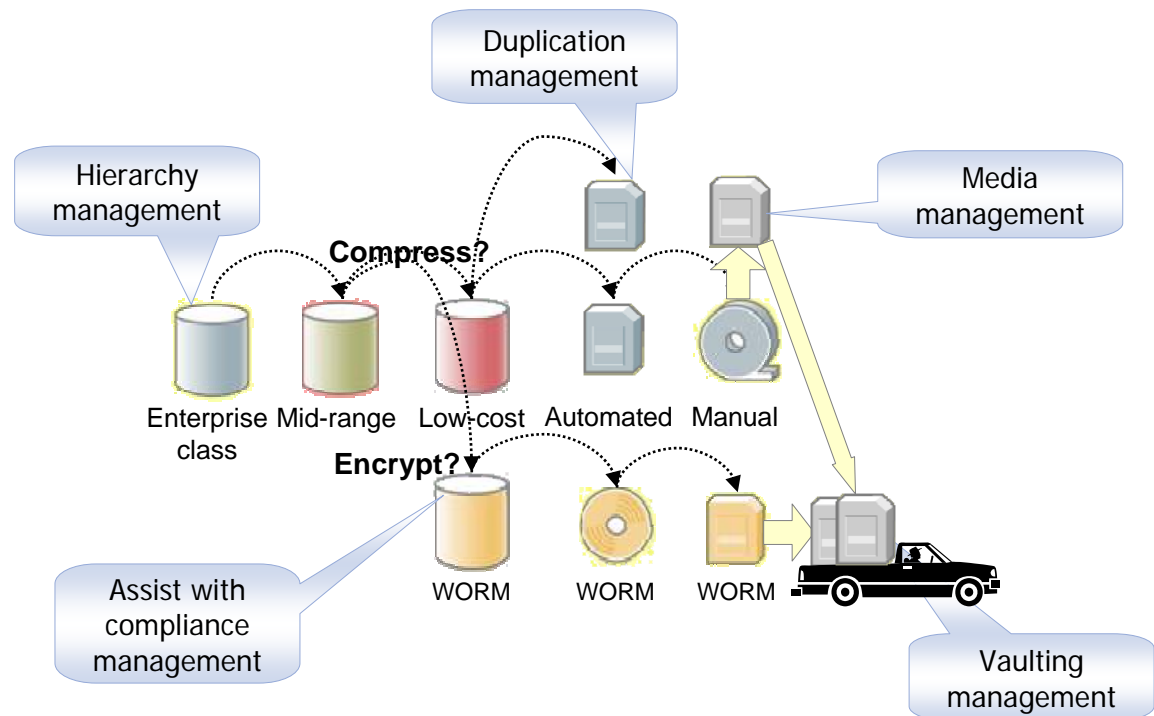 Duplication
management
Hierarchy
management
Media
management
Compress?
Enterprise
class
Mid-range
Low-cost
Automated
Manual
Encrypt?
WORM
WORM
WORM
Assist with
compliance
management
Vaulting
management